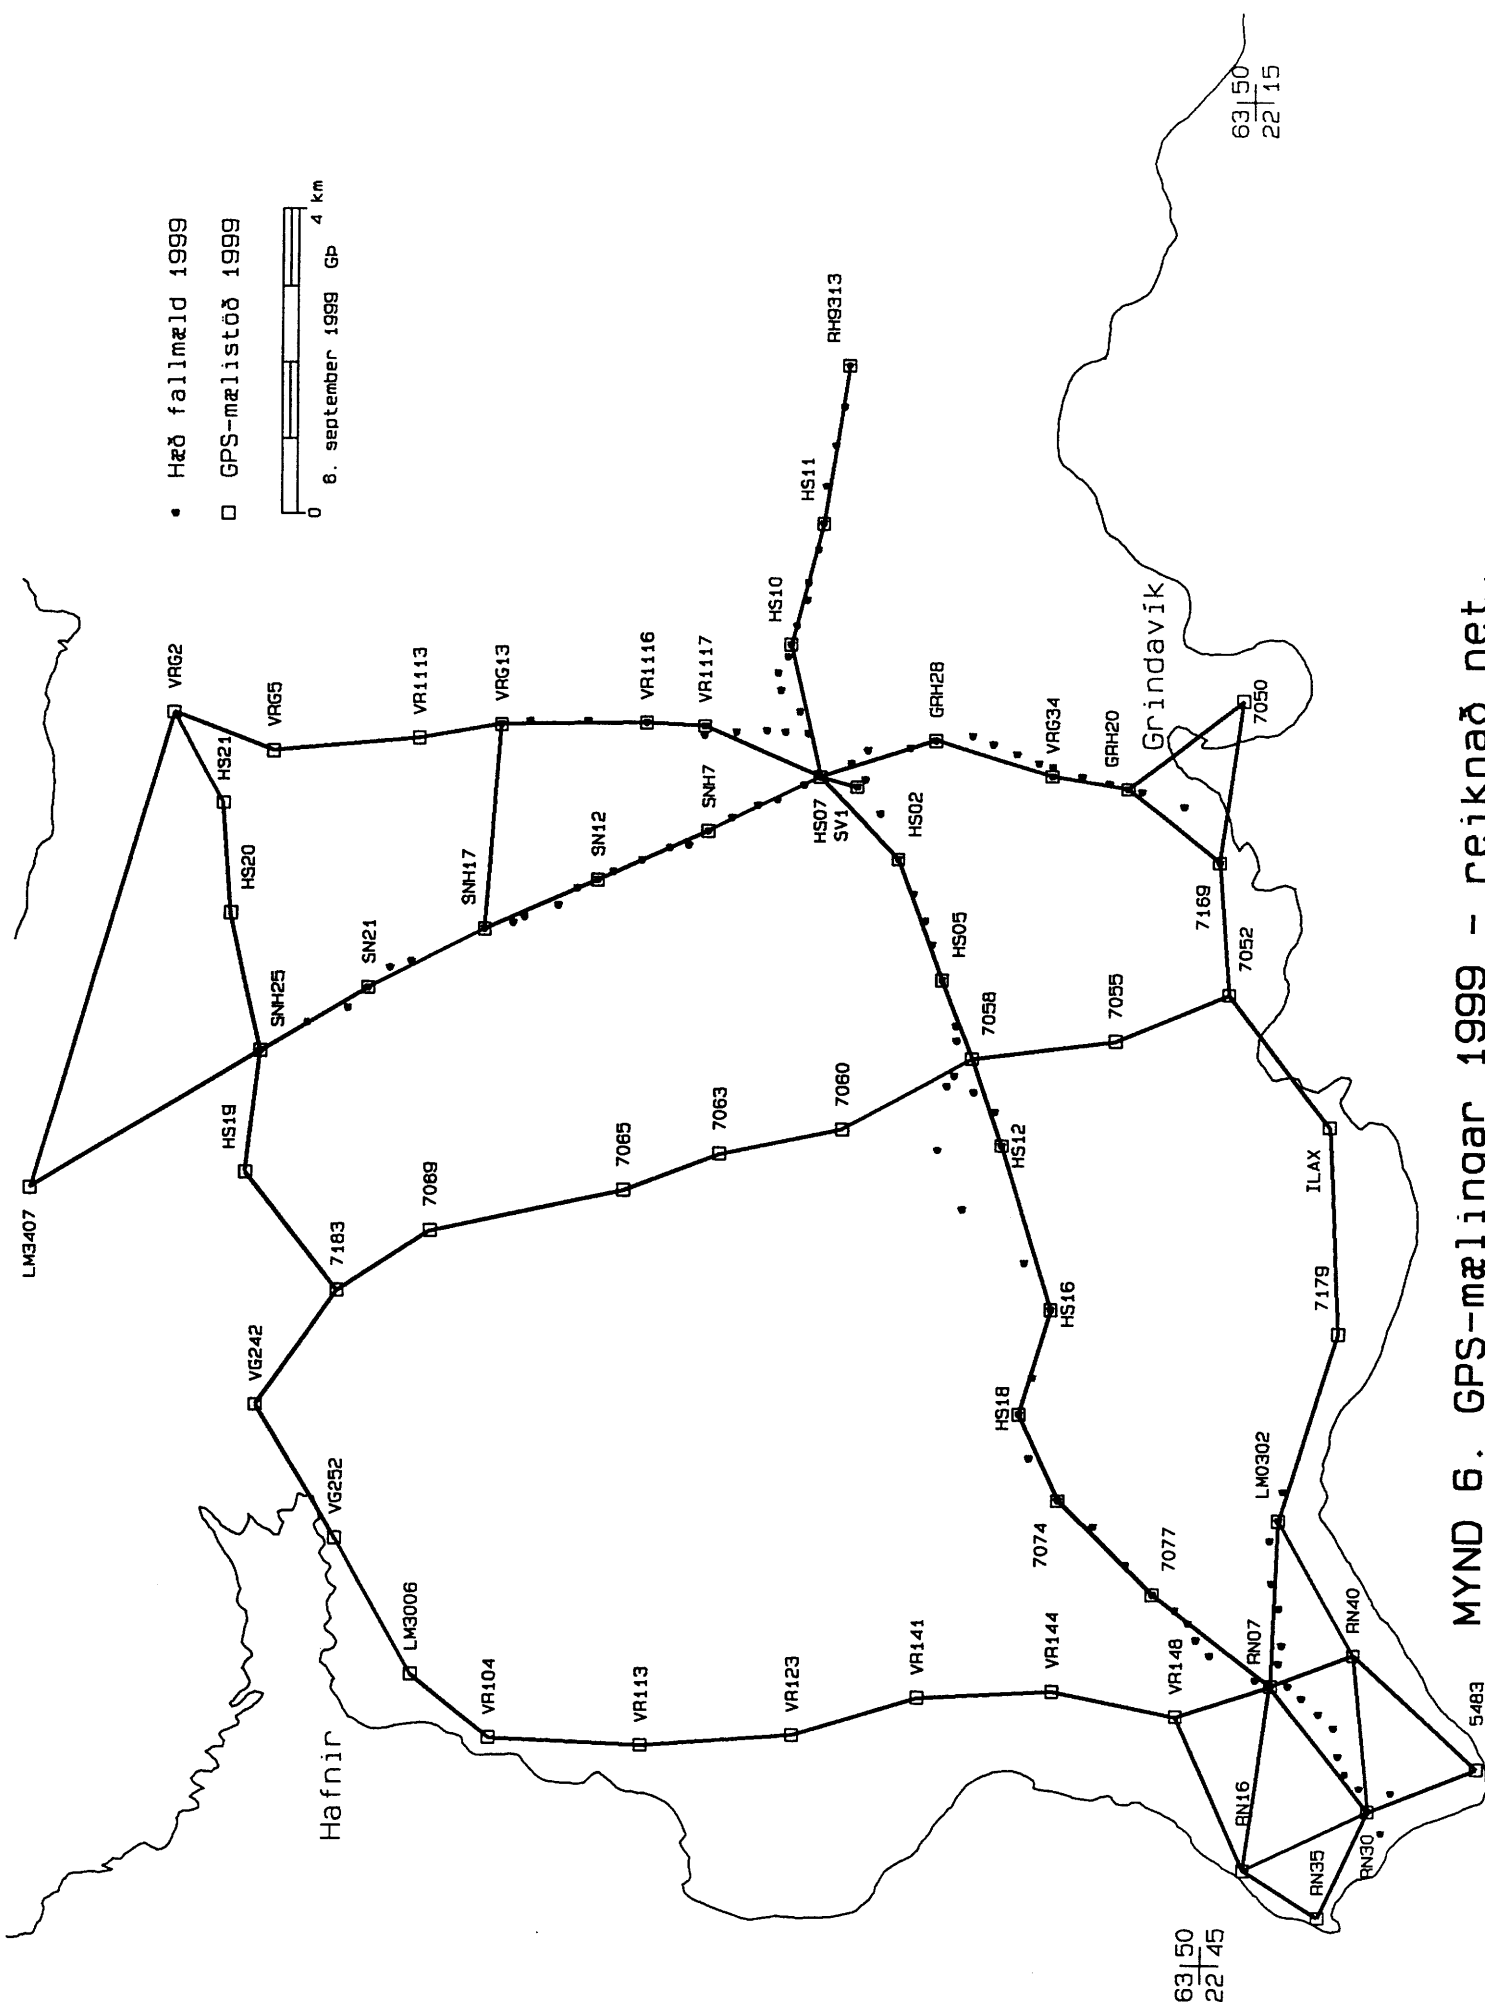 Hæð fallmæld 1999
GPS-mælistöð 1999
0
4 km
8. september 1999 GÞ
LM3407
VRG2
HS21
VRG5
HS20
SNH25
HS19
SN21
VR1113
VRG13
SNH17
VR1116
VR1117
SN12
SNH7
7183
7089
7065
7063
7060
VG242
VG252
LM3006
Hafnir
VR104
VR113
VR123
VR141
VR144
VR148
HS10
HS11
RH9313
HS07
SV1
HS02
GRH28
HS05
VRG34
7058
GRH20
Grindavík
7055
7050
7169
7052
HS12
HS16
HS18
7074
7077
ILAX
7179
LM0302
RN07
RN40
RN16
RN35
RN30
5483
63 50
22 15
63 50
22 45
MYND 6. GPS-mælingar 1999 - reiknað net.